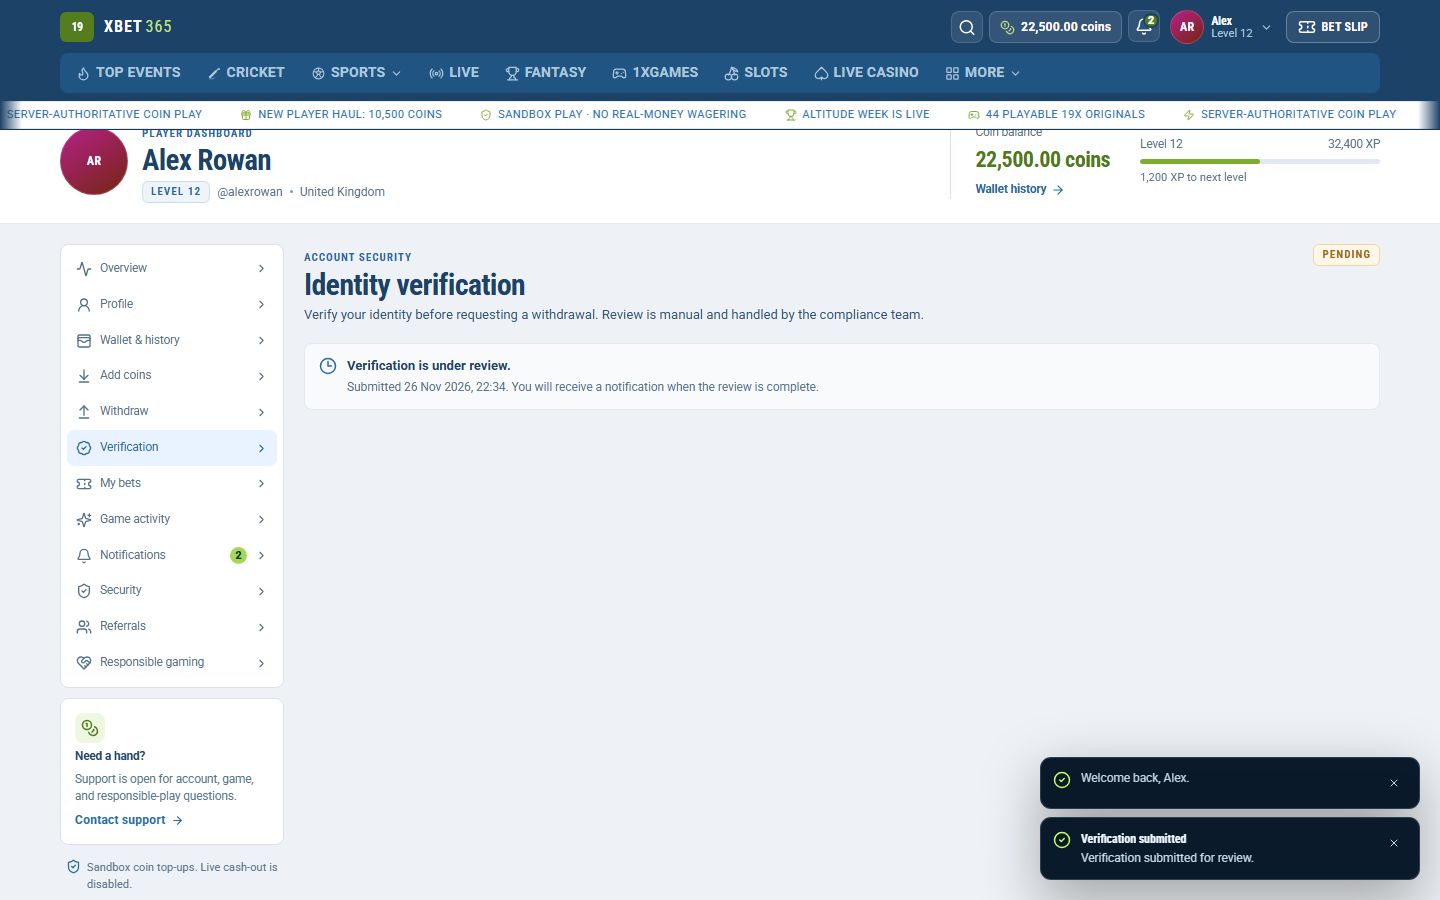 19 XBET 365
22,500.00 coins
2
AR
Alex
Level 12
BET SLIP
TOP EVENTS
CRICKET
SPORTS
LIVE
FANTASY
1XGAMES
SLOTS
LIVE CASINO
MORE
SERVER-AUTHORITATIVE COIN PLAY
NEW PLAYER HAUL: 10,500 COINS
SANDBOX PLAY · NO REAL-MONEY WAGERING
ALTITUDE WEEK IS LIVE
44 PLAYABLE 19X ORIGINALS
SERVER-AUTHORITATIVE COIN PLAY
AR
PLAYER DASHBOARD
Alex Rowan
LEVEL 12 @alexrowan • United Kingdom
Coin balance
22,500.00 coins
Wallet history
Level 12 32,400 XP
1,200 XP to next level
Overview
Profile
Wallet & history
Add coins
Withdraw
Verification
My bets
Game activity
Notifications 2
Security
Referrals
Responsible gaming
Need a hand?
Support is open for account, game,
and responsible-play questions.
Contact support
Sandbox coin top-ups. Live cash-out is
disabled.
ACCOUNT SECURITY
PENDING
Identity verification
Verify your identity before requesting a withdrawal. Review is manual and handled by the compliance team.
Verification is under review.
Submitted 26 Nov 2026, 22:34. You will receive a notification when the review is complete.
Welcome back, Alex.
Verification submitted
Verification submitted for review.